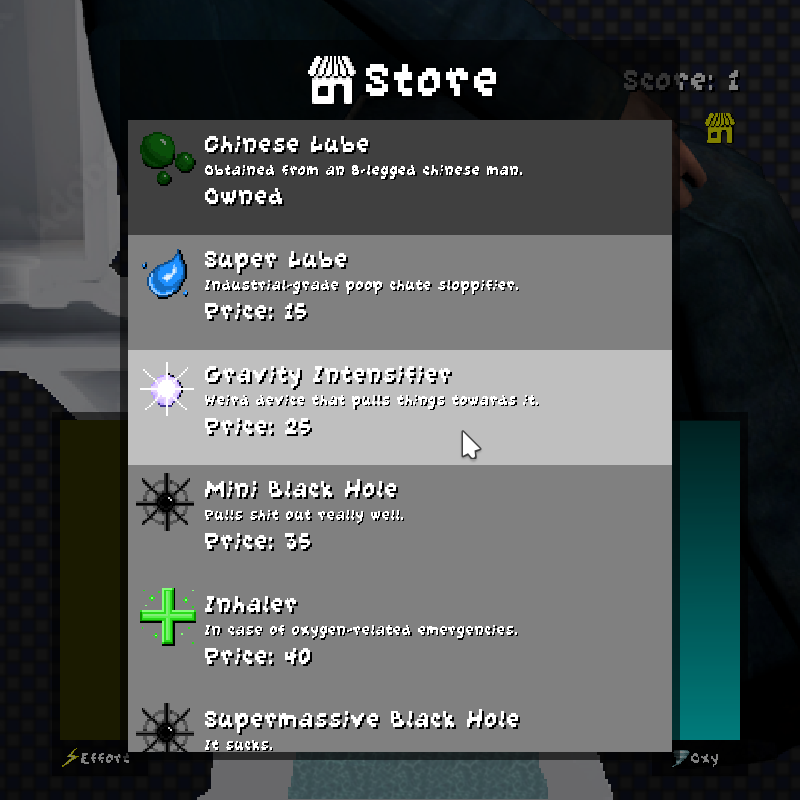 Store
Score: 1
Chinese Lube
Obtained from an 8-legged chinese man.
Owned
Super Lube
Industrial-grade poop chute sloppifier.
Price: 15
Gravity Intensifier
Weird device that pulls things towards it.
Price: 25
Mini Black Hole
Pulls shit out really well.
Price: 35
Inhaler
In case of oxygen-related emergencies.
Price: 40
Supermassive Black Hole
It sucks.
Effort
Oxy